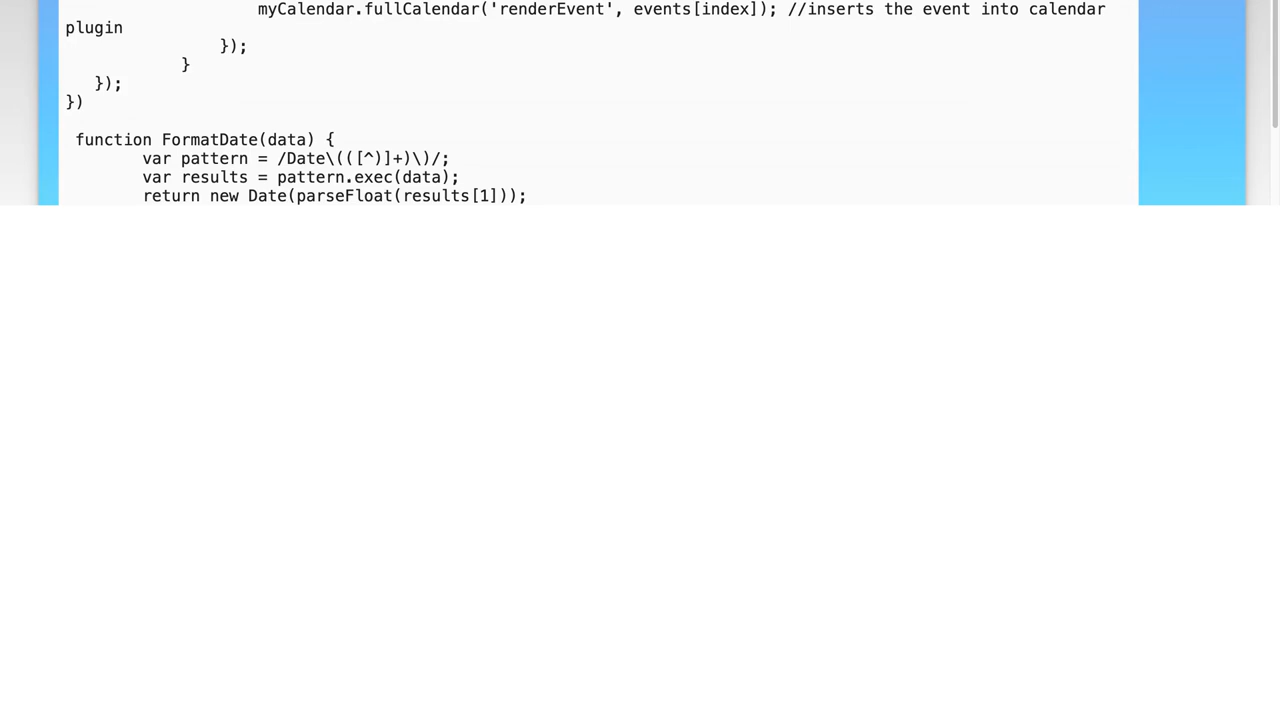 myCalendar.fullCalendar('renderEvent', events[index]); //inserts the event into calendar
plugin
});
}
});
})
function FormatDate(data) {
var pattern = /Date\(([^)]+)\)/;
var results = pattern.exec(data);
return new Date(parseFloat(results[1]));